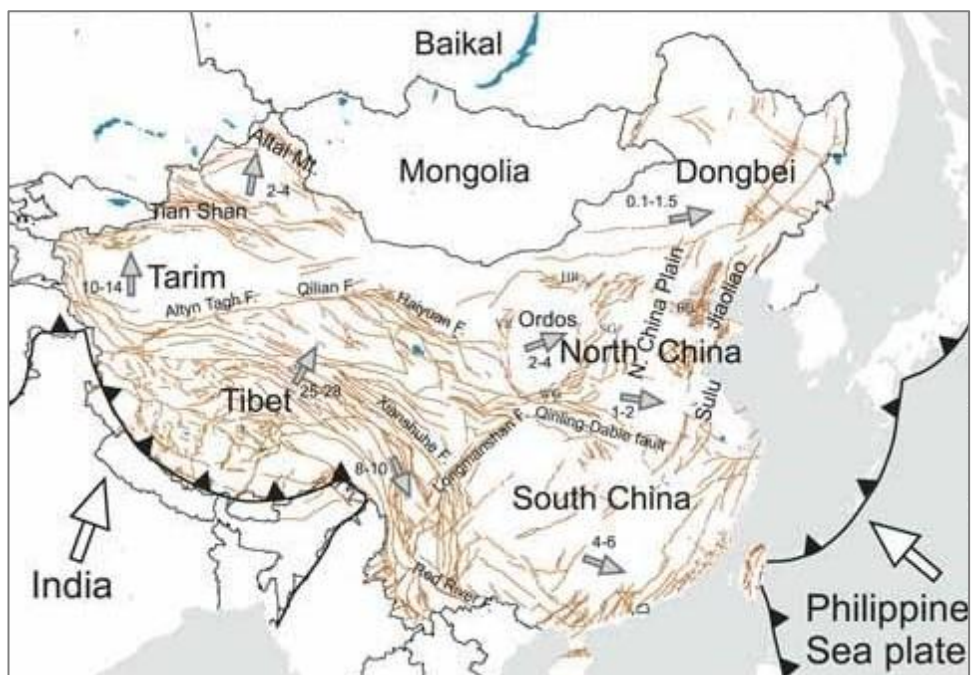 Baikal
Altai Mt.
Mongolia
Dongbei
2-4
Tian Shan
0.1-1.5
10-14
Tarim
Altyn Tagh F.
Qilian F.
Haiyuan F.
N. China Plain
Jiaoliao
Ordos
2-4
North China
Tibet
25-28
Xianshuihe F.
1-2
Sulu
Qinling-Dabie fault
Longmanshan F.
8-10
South China
India
4-6
Red River
Philippine
Sea plate